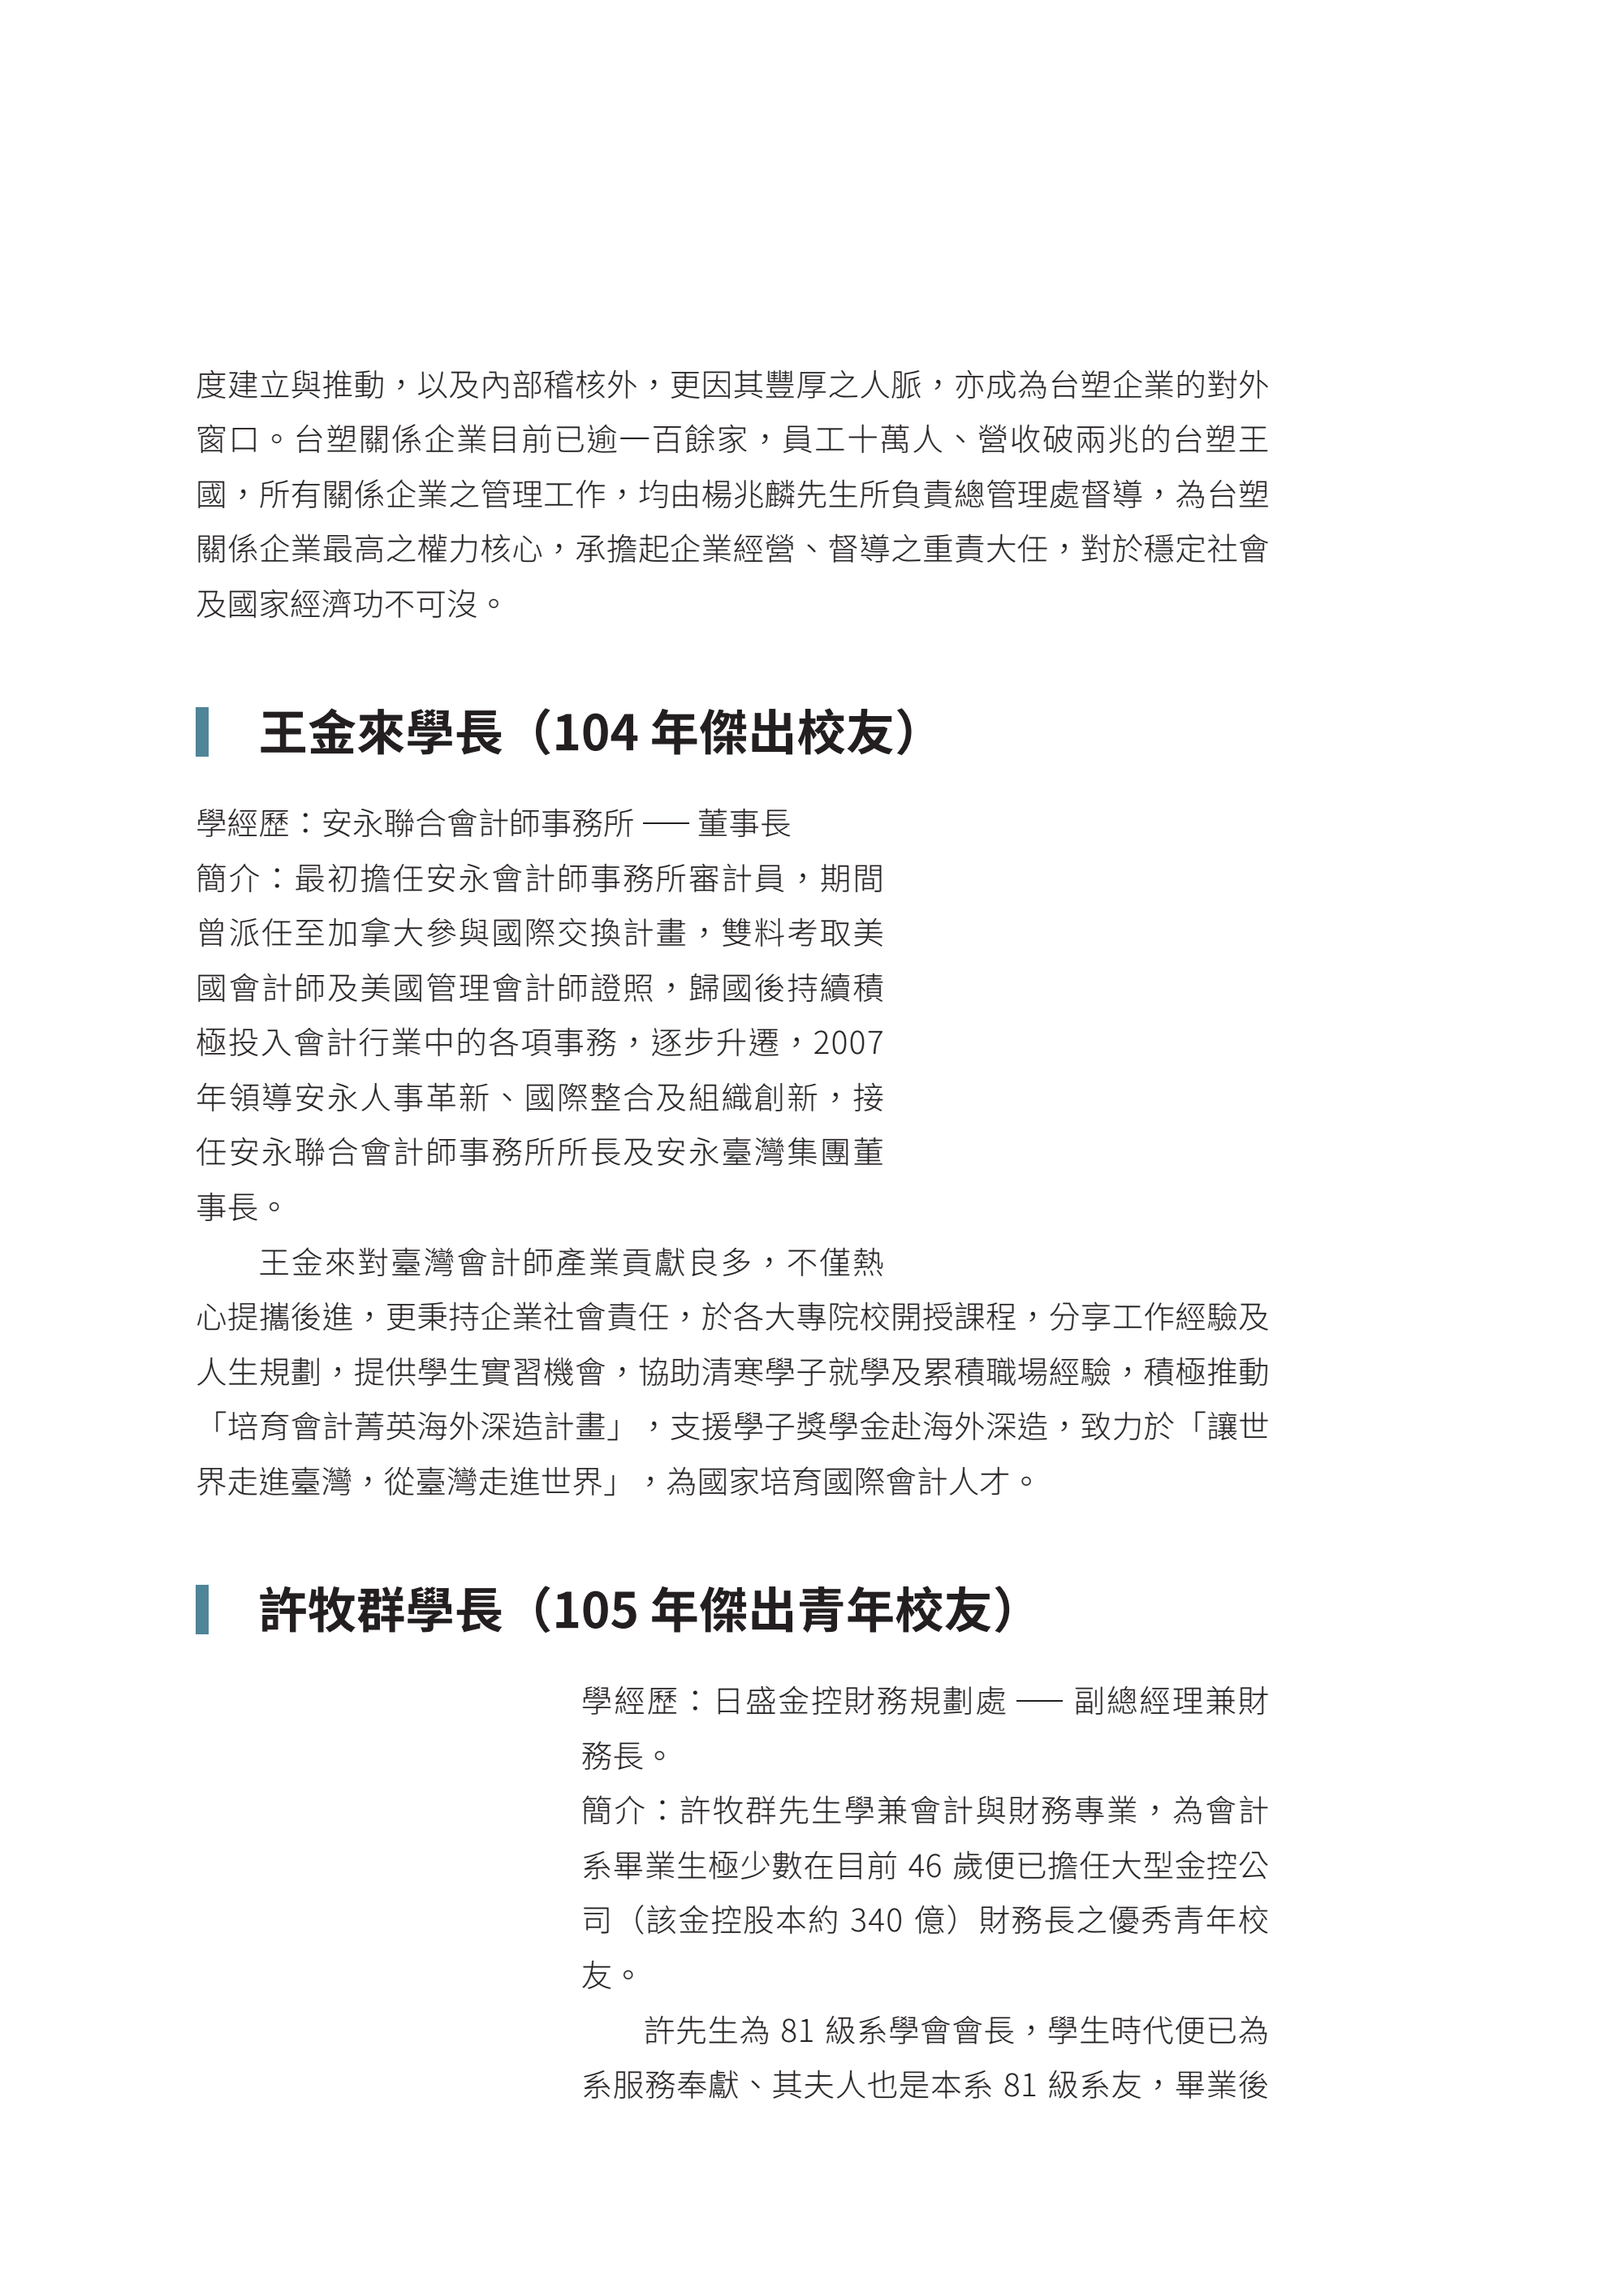 度建立與推動，以及內部稽核外，更因其豐厚之人脈，亦成為台塑企業的對外
窗口。台塑關係企業目前已逾一百餘家，員工十萬人、營收破兩兆的台塑王
國，所有關係企業之管理工作，均由楊兆麟先生所負責總管理處督導，為台塑
關係企業最高之權力核心，承擔起企業經營、督導之重責大任，對於穩定社會
及國家經濟功不可沒。
王金來學長（104 年傑出校友）
學經歷：安永聯合會計師事務所 —— 董事長
簡介：最初擔任安永會計師事務所審計員，期間
曾派任至加拿大參與國際交換計畫，雙料考取美
國會計師及美國管理會計師證照，歸國後持續積
極投入會計行業中的各項事務，逐步升遷，2007
年領導安永人事革新、國際整合及組織創新，接
任安永聯合會計師事務所所長及安永臺灣集團董
事長。
王金來對臺灣會計師產業貢獻良多，不僅熱
心提攜後進，更秉持企業社會責任，於各大專院校開授課程，分享工作經驗及
人生規劃，提供學生實習機會，協助清寒學子就學及累積職場經驗，積極推動
「培育會計菁英海外深造計畫」，支援學子獎學金赴海外深造，致力於「讓世
界走進臺灣，從臺灣走進世界」，為國家培育國際會計人才。
許牧群學長（105 年傑出青年校友）
學經歷：日盛金控財務規劃處 —— 副總經理兼財
務長。
簡介：許牧群先生學兼會計與財務專業，為會計
系畢業生極少數在目前 46 歲便已擔任大型金控公
司（該金控股本約 340 億）財務長之優秀青年校
友。
許先生為 81 級系學會會長，學生時代便已為
系服務奉獻、其夫人也是本系 81 級系友，畢業後